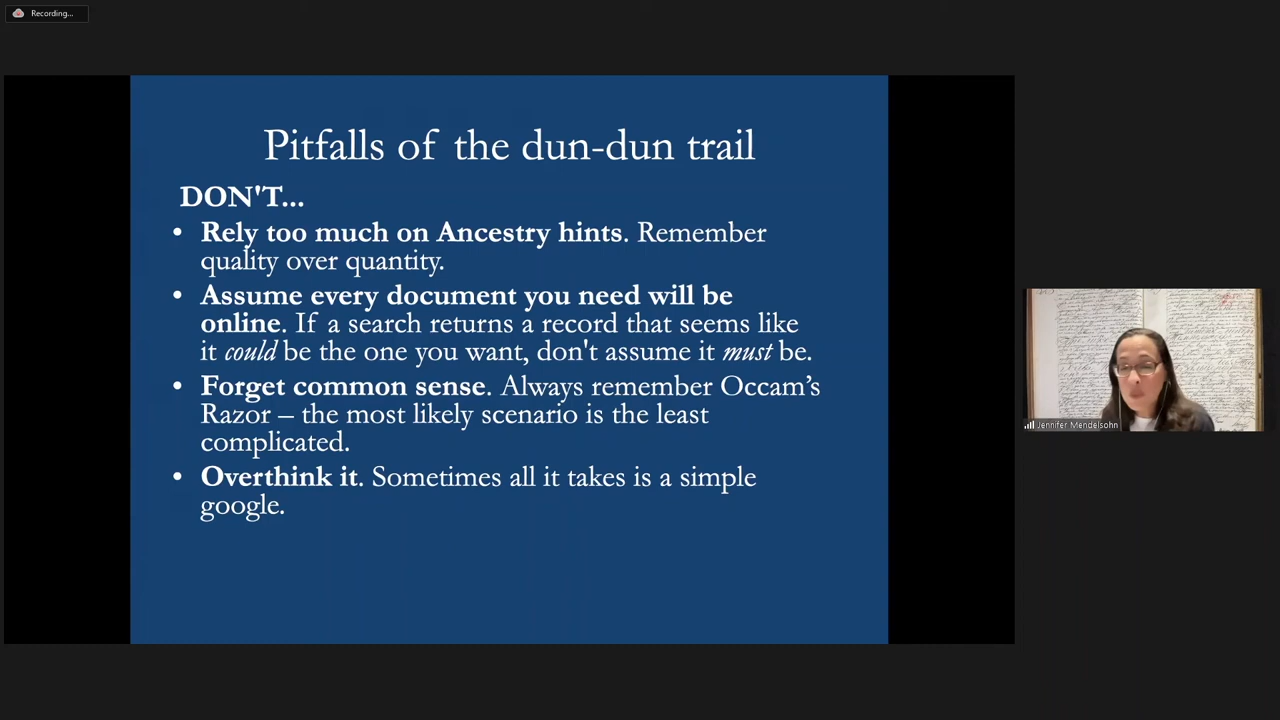 Recording...
Pitfalls of the dun-dun trail
DON'T...
• Rely too much on Ancestry hints. Remember
quality over quantity.
• Assume every document you need will be
online. If a search returns a record that seems like
it could be the one you want, don't assume it must be.
• Forget common sense. Always remember Occam’s
Razor – the most likely scenario is the least
complicated.
• Overthink it. Sometimes all it takes is a simple
google.
Jennifer Mendelsohn